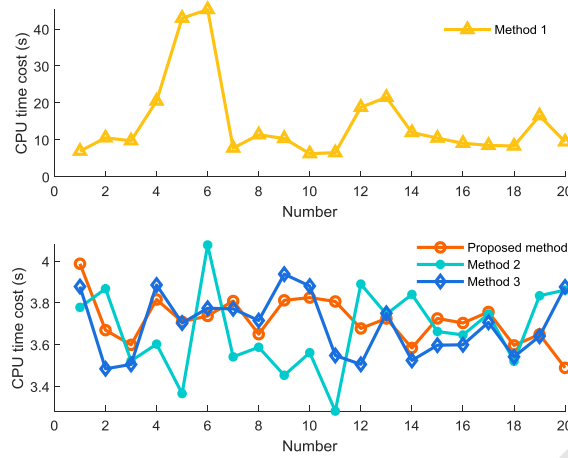 CPU time cost (s)
40
30
20
10
0
0 2 4 6 8 10 12 14 16 18 20
Number
Method 1
CPU time cost (s)
4
3.8
3.6
3.4
0 2 4 6 8 10 12 14 16 18 20
Number
Proposed method
Method 2
Method 3